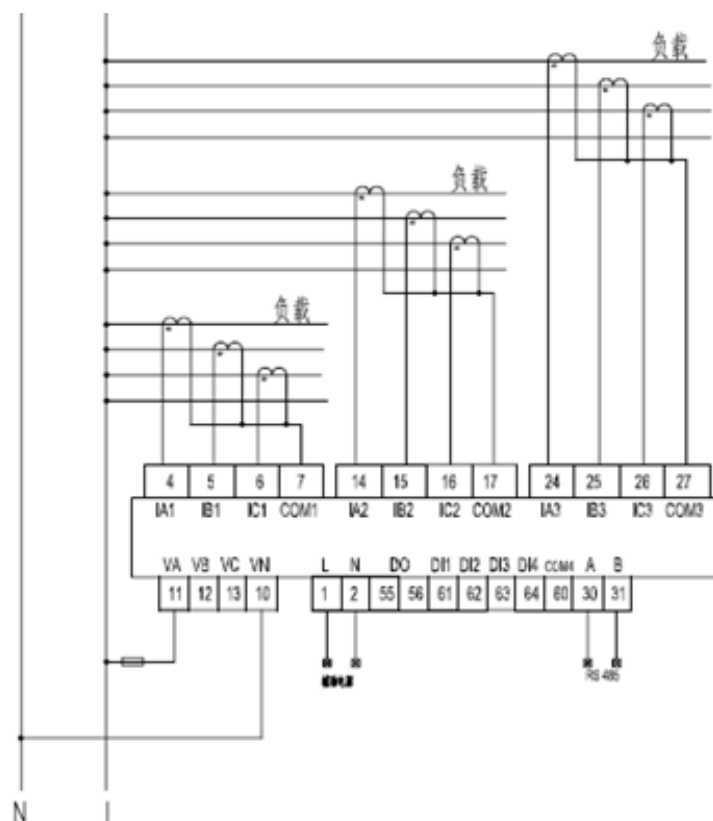 负载
负载
负载
4 5 6 7 14 15 16 17 24 25 26 27
IA1 IB1 IC1 COM1 IA2 IB2 IC2 COM2 IA3 IB3 IC3 COM3
VA VB VC VN L N DO DI1 DI2 DI3 DI4 COM4 A B
11 12 13 10 1 2 55 56 61 62 63 64 60 30 31
RS 485
N L